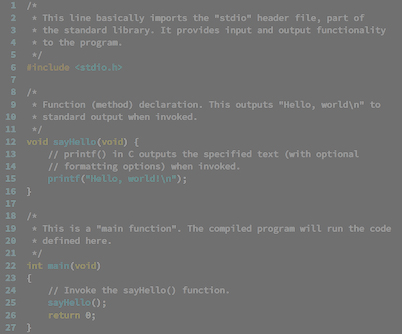 1 /*
2  * This line basically imports the "stdio" header file, part of
3  * the standard library. It provides input and output functionality
4  * to the program.
5  */
6 #include <stdio.h>
7
8 /*
9  * Function (method) declaration. This outputs "Hello, world\n" to
10  * standard output when invoked.
11  */
12 void sayHello(void) {
13     // printf() in C outputs the specified text (with optional
14     // formatting options) when invoked.
15     printf("Hello, world!\n");
16 }
17
18 /*
19  * This is a "main function". The compiled program will run the code
20  * defined here.
21  */
22 int main(void)
23 {
24     // Invoke the sayHello() function.
25     sayHello();
26     return 0;
27 }